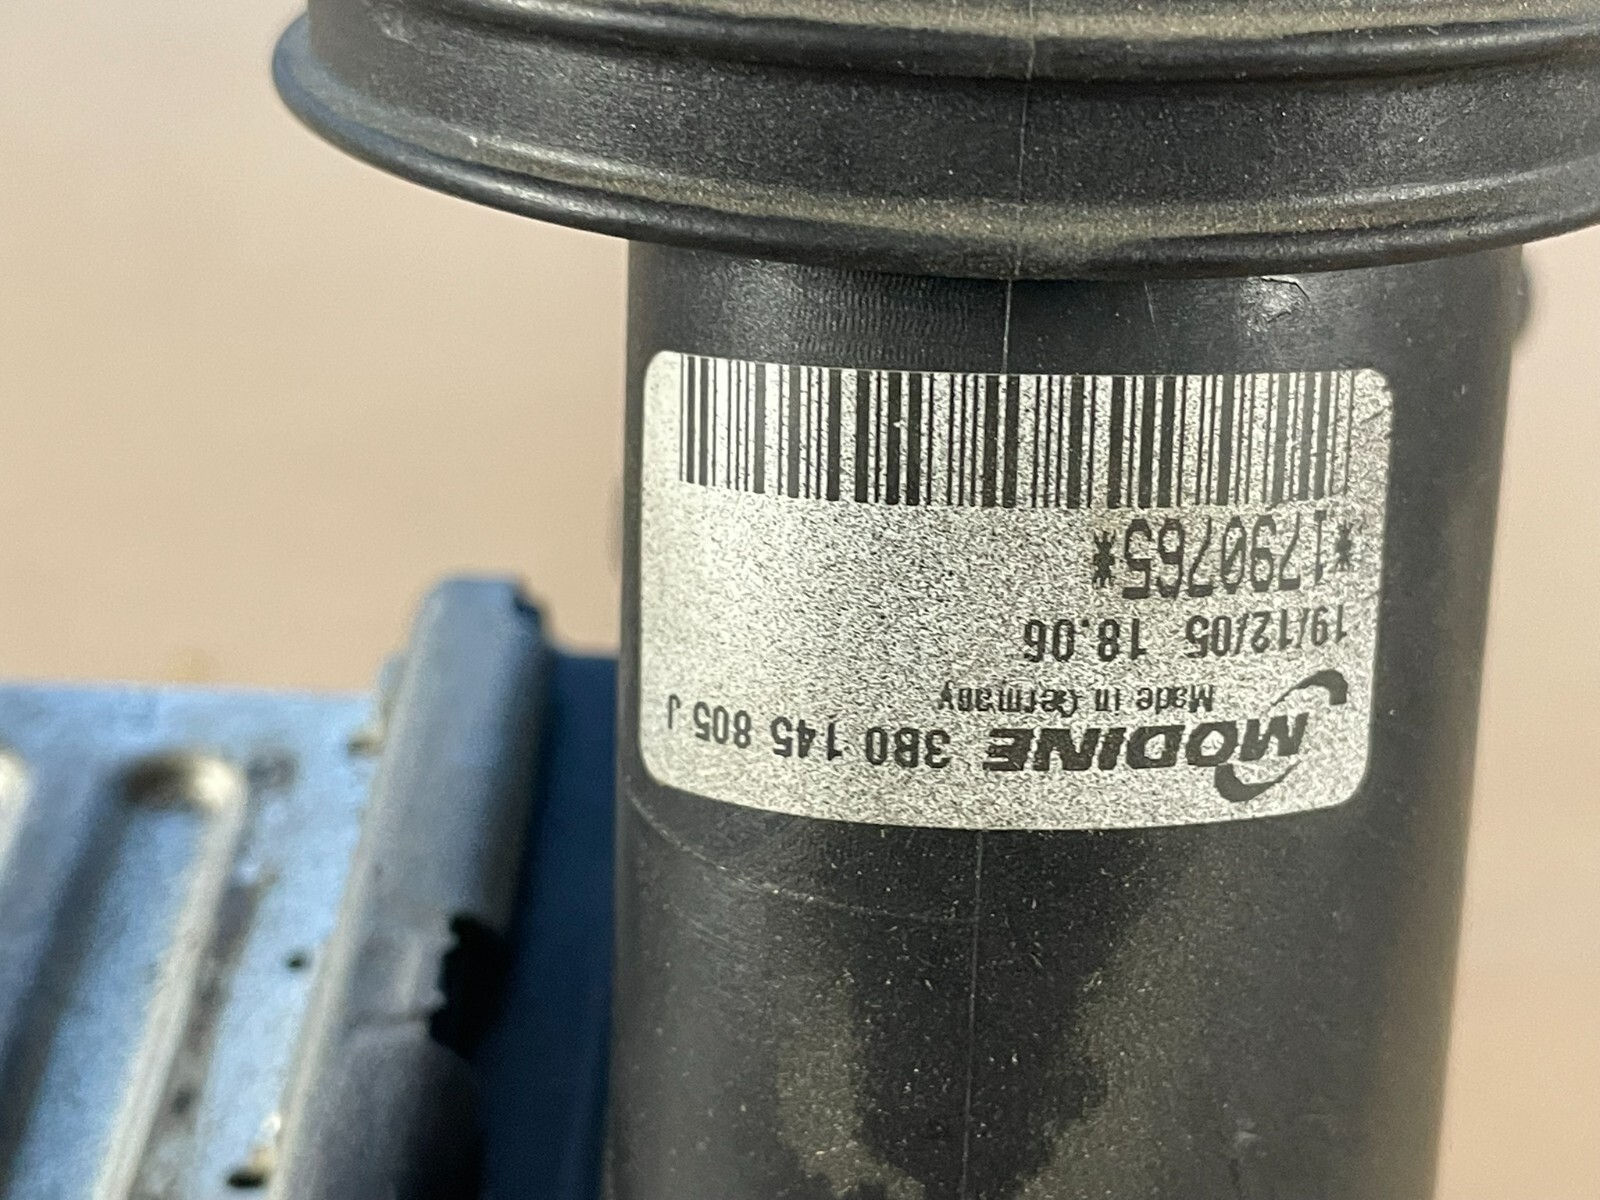 MODINE 3B0 145 805 J
Made in Germany
19/12/05 18.06
*1790765*